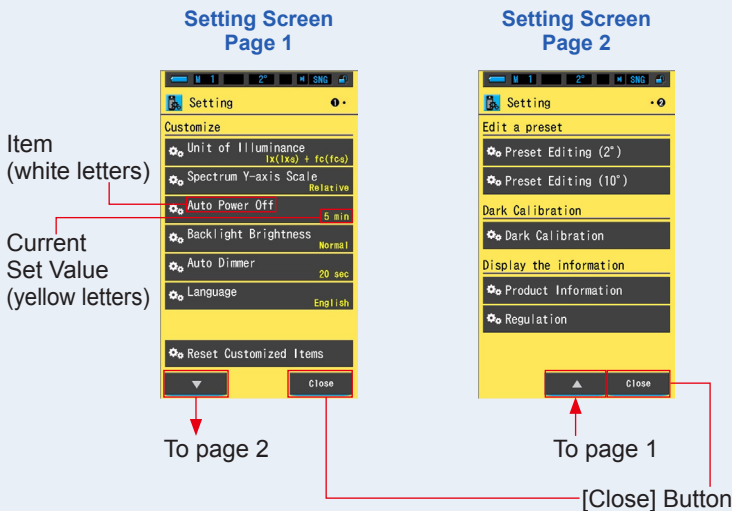 Setting Screen
Page 1
M 1 2° SNG
Setting ❶•
Customize
Unit of Illuminance
lx(lxs) + fc(fcs)
Spectrum Y-axis Scale
Relative
Auto Power Off
5 min
Backlight Brightness
Normal
Auto Dimmer
20 sec
Language
English
Reset Customized Items
▼ Close
Item
(white letters)
Current
Set Value
(yellow letters)
To page 2
Setting Screen
Page 2
M 1 2° SNG
Setting •❷
Edit a preset
Preset Editing (2°)
Preset Editing (10°)
Dark Calibration
Dark Calibration
Display the information
Product Information
Regulation
▲ Close
To page 1
[Close] Button